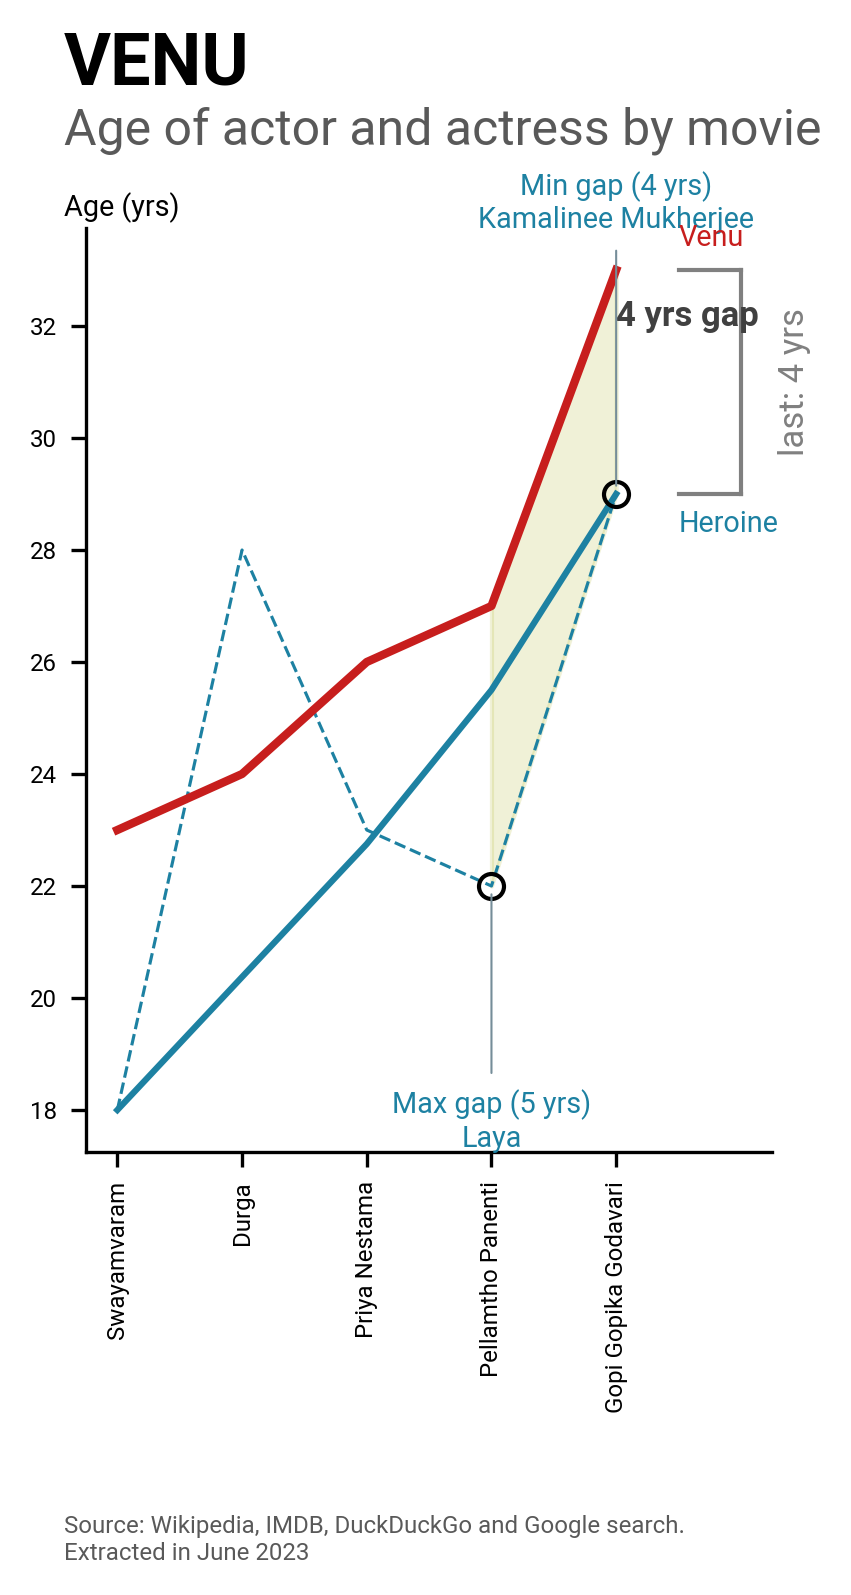 VENU
Age of actor and actress by movie
Min gap (4 yrs)
Kamalinee Mukherjee
Age (yrs)
Venu
4 yrs gap
last: 4 yrs
Heroine
32
30
28
26
24
22
20
18
Max gap (5 yrs)
Laya
Swayamvaram
Durga
Priya Nestama
Pellamtho Panenti
Gopi Gopika Godavari
Source: Wikipedia, IMDB, DuckDuckGo and Google search.
Extracted in June 2023